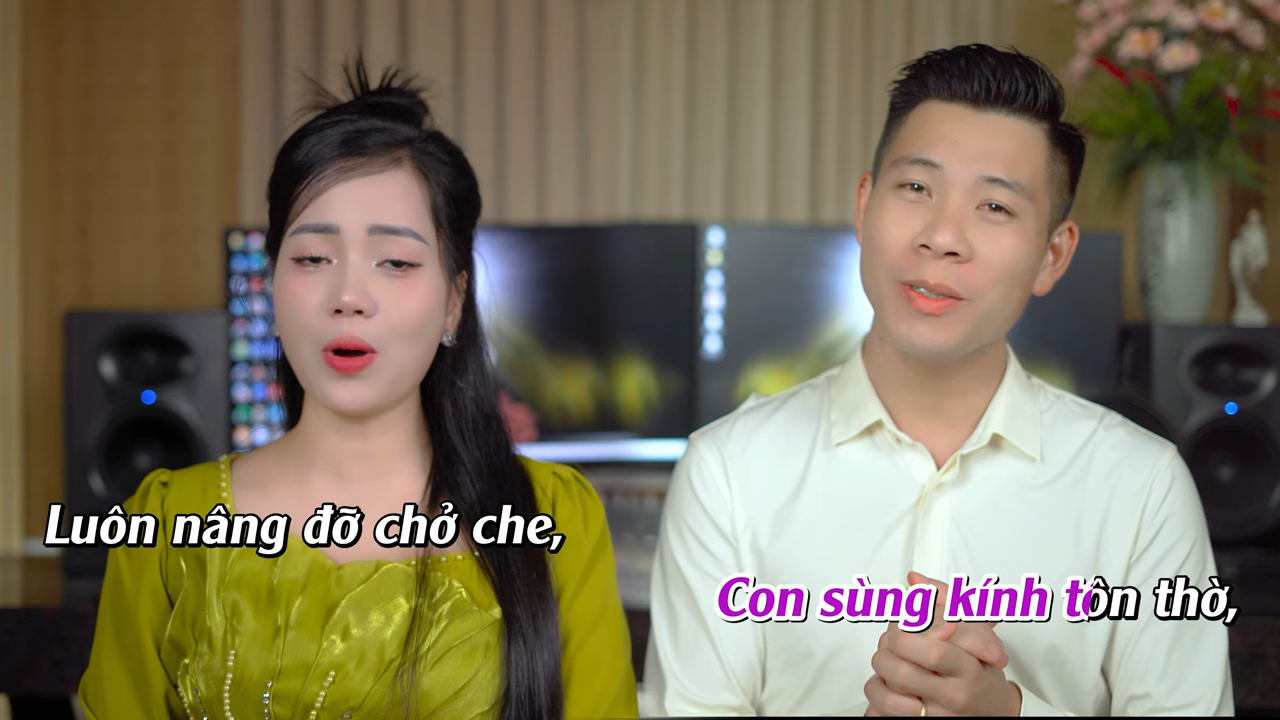 Luôn nâng đỡ chở che,
Con sùng kính tôn thờ,